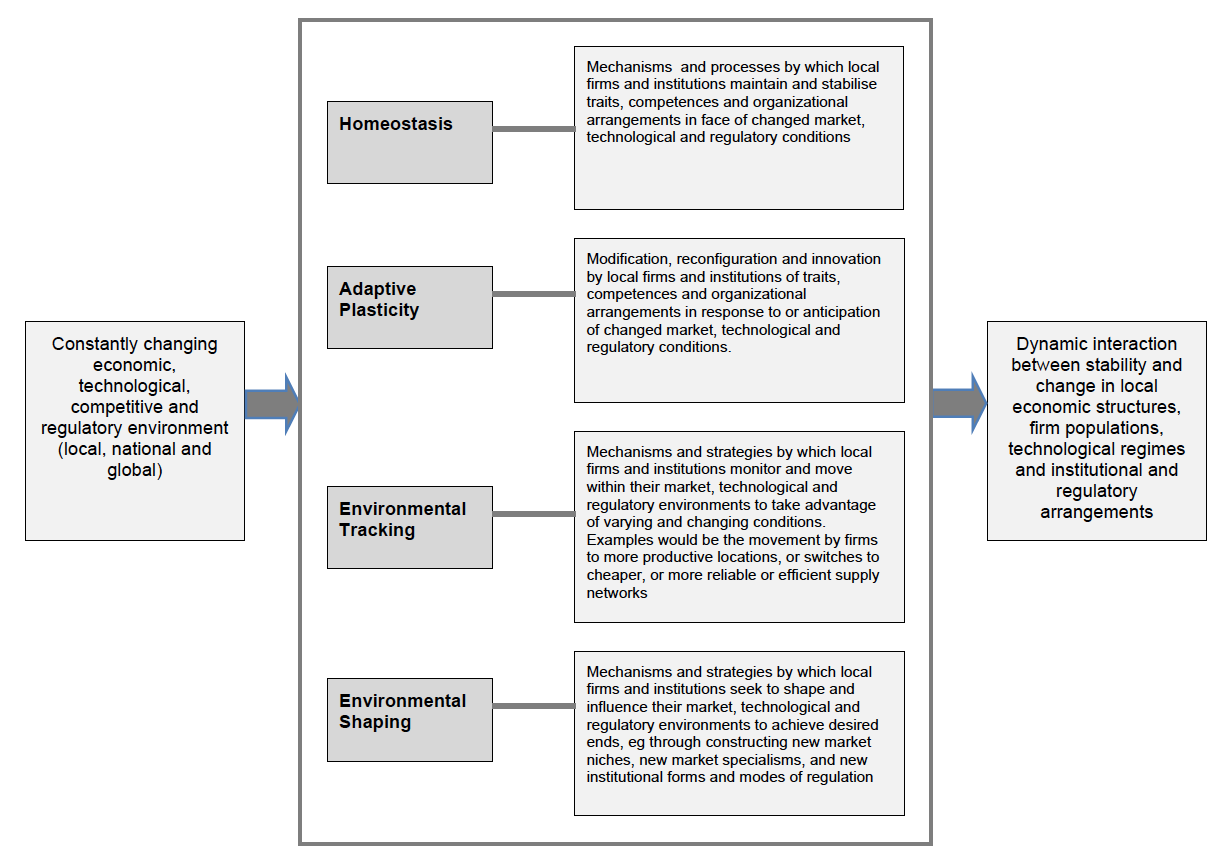 Constantly changing
economic,
technological,
competitive and
regulatory environment
(local, national and
global)
Homeostasis
Mechanisms and processes by which local
firms and institutions maintain and stabilise
traits, competences and organizational
arrangements in face of changed market,
technological and regulatory conditions
Adaptive
Plasticity
Modification, reconfiguration and innovation
by local firms and institutions of traits,
competences and organizational
arrangements in response to or anticipation
of changed market, technological and
regulatory conditions.
Environmental
Tracking
Mechanisms and strategies by which local
firms and institutions monitor and move
within their market, technological and
regulatory environments to take advantage
of varying and changing conditions.
Examples would be the movement by firms
to more productive locations, or switches to
cheaper, or more reliable or efficient supply
networks
Environmental
Shaping
Mechanisms and strategies by which local
firms and institutions seek to shape and
influence their market, technological and
regulatory environments to achieve desired
ends, eg through constructing new market
niches, new market specialisms, and new
institutional forms and modes of regulation
Dynamic interaction
between stability and
change in local
economic structures,
firm populations,
technological regimes
and institutional and
regulatory
arrangements